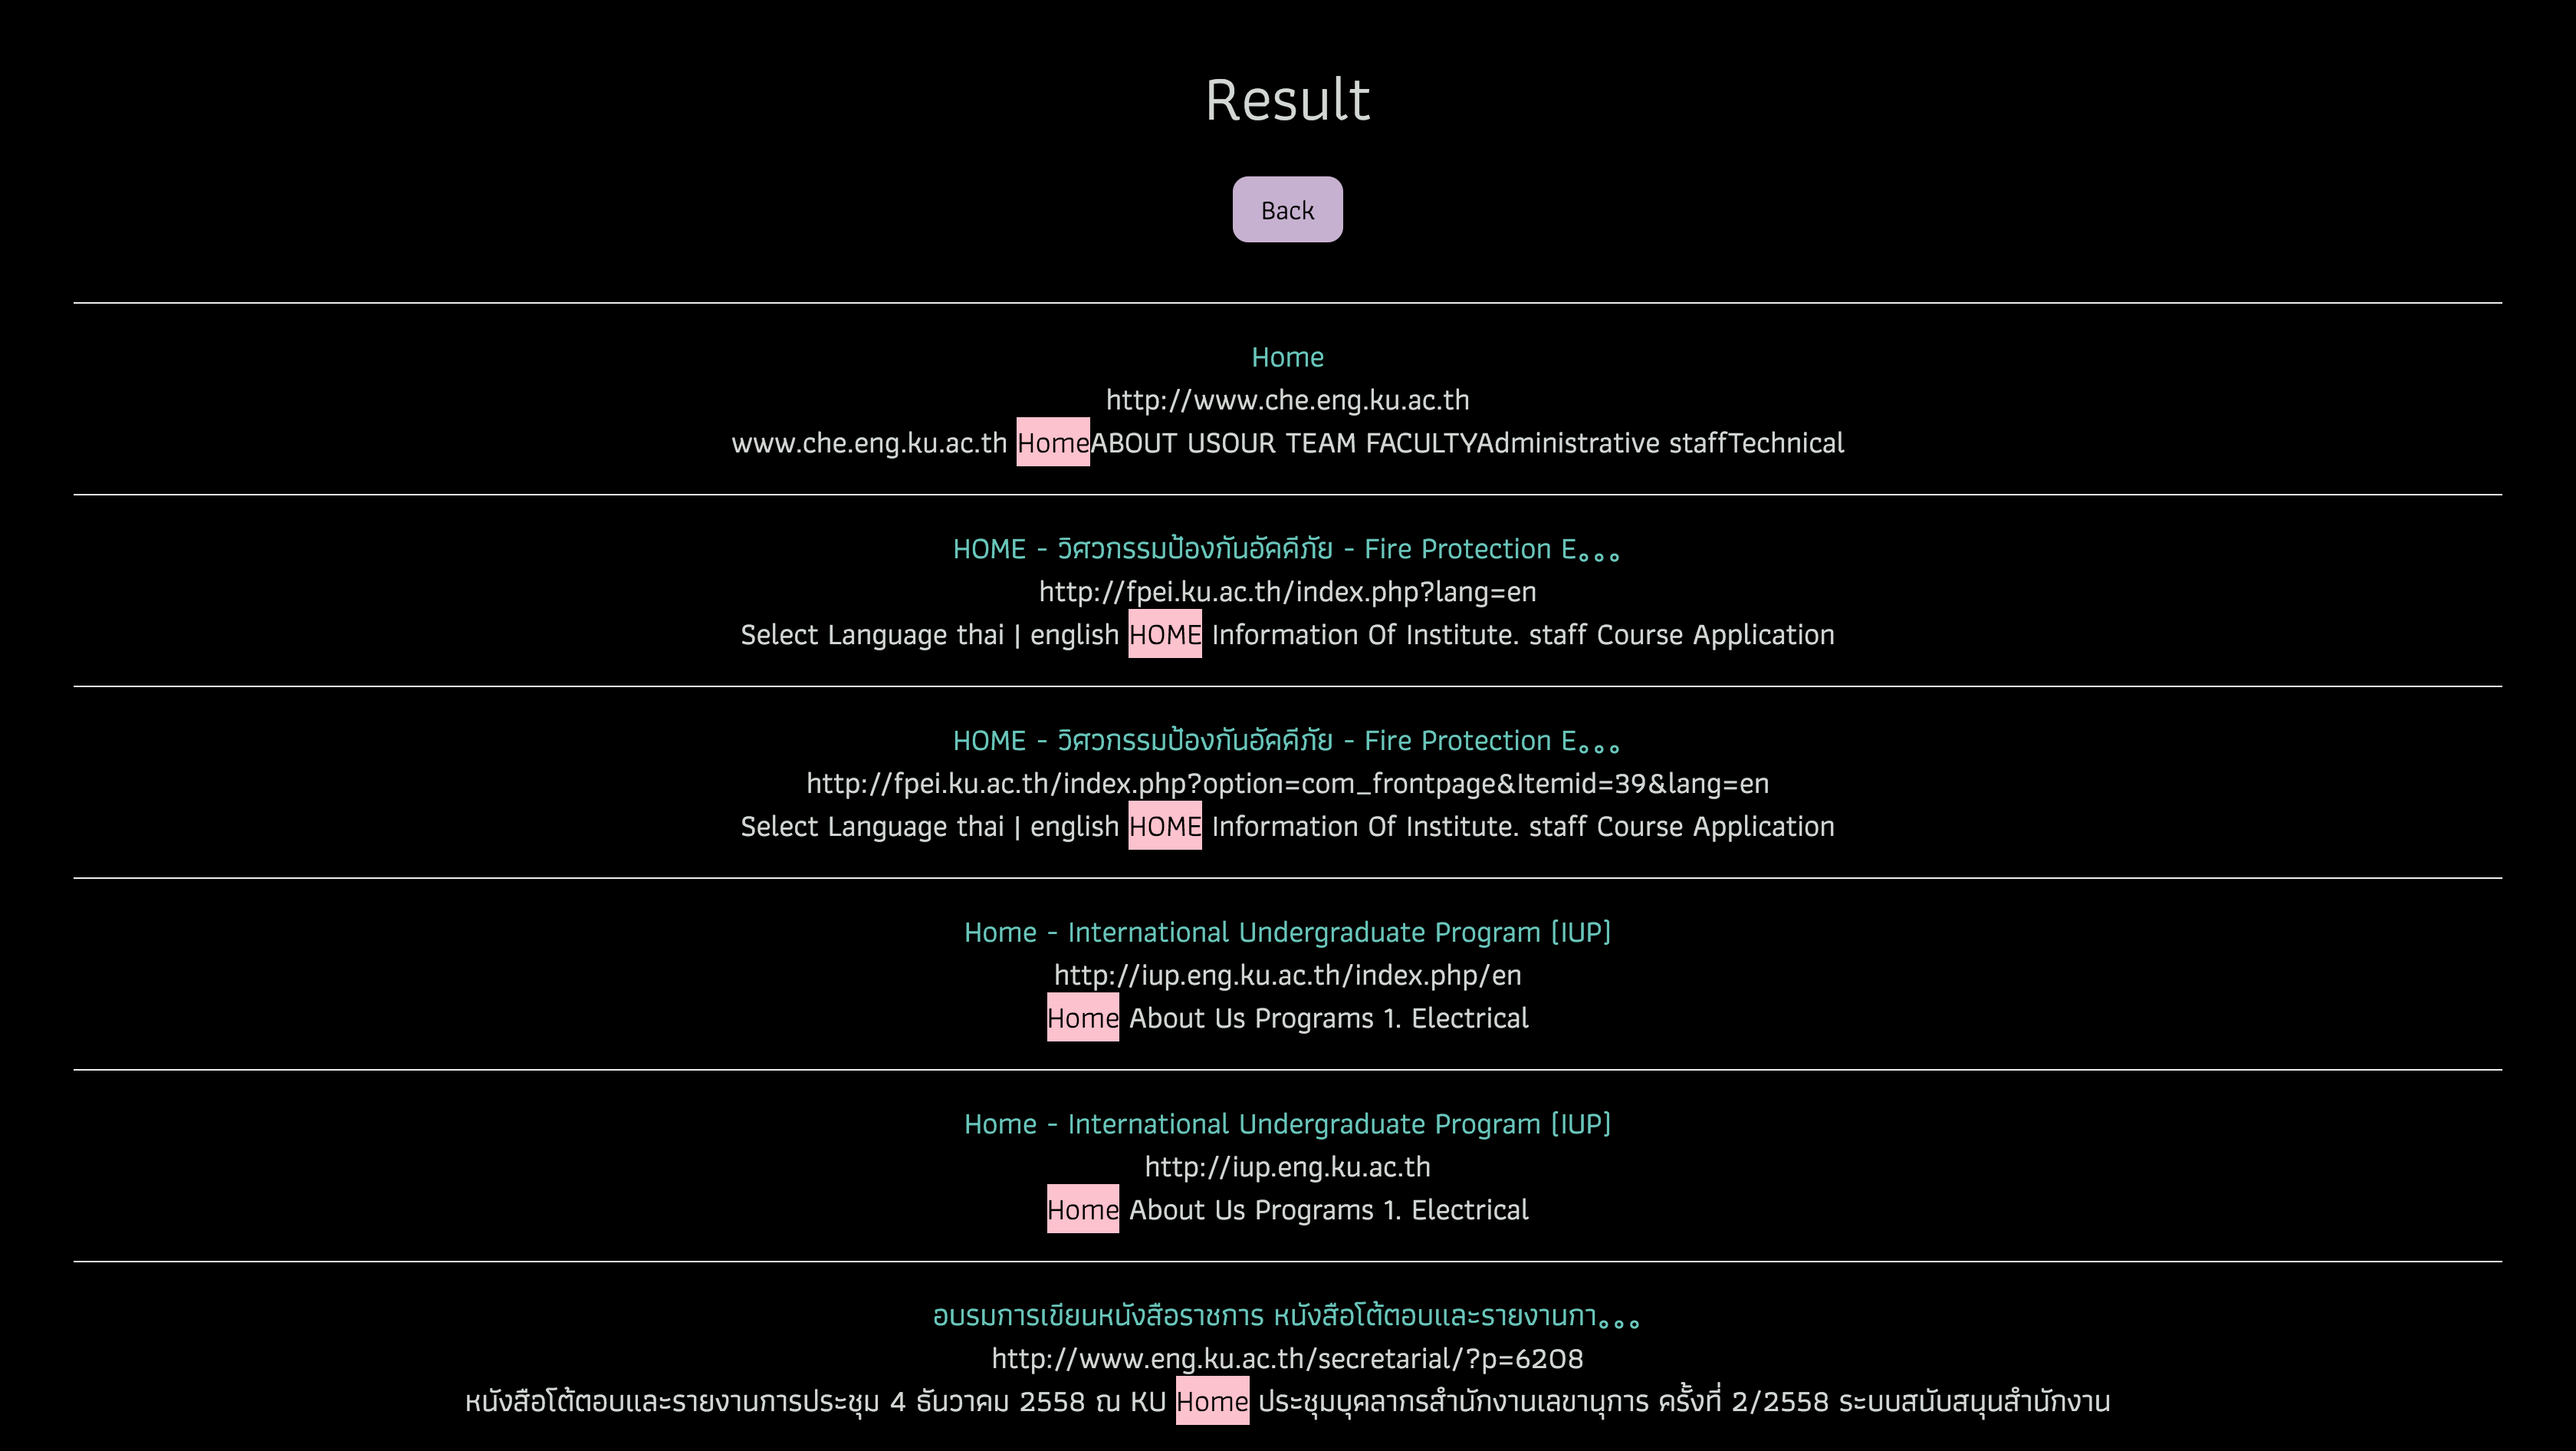 Result
Back
Home
http://www.che.eng.ku.ac.th
www.che.eng.ku.ac.th HomeABOUT USOUR TEAM FACULTYAdministrative staffTechnical
HOME - วิศวกรรมป้องกันอัคคีภัย - Fire Protection E...
http://fpei.ku.ac.th/index.php?lang=en
Select Language thai | english HOME Information Of Institute. staff Course Application
HOME - วิศวกรรมป้องกันอัคคีภัย - Fire Protection E...
http://fpei.ku.ac.th/index.php?option=com_frontpage&Itemid=39&lang=en
Select Language thai | english HOME Information Of Institute. staff Course Application
Home - International Undergraduate Program [IUP]
http://iup.eng.ku.ac.th/index.php/en
Home About Us Programs 1. Electrical
Home - International Undergraduate Program [IUP]
http://iup.eng.ku.ac.th
Home About Us Programs 1. Electrical
อบรมการเขียนหนังสือราชการ หนังสือโต้ตอบและรายงานกา...
http://www.eng.ku.ac.th/secretarial/?p=6208
หนังสือโต้ตอบและรายงานการประชุม 4 ธันวาคม 2558 ณ KU Home ประชุมบุคลากรสำนักงานเลขานุการ ครั้งที่ 2/2558 ระบบสนับสนุนสำนักงาน